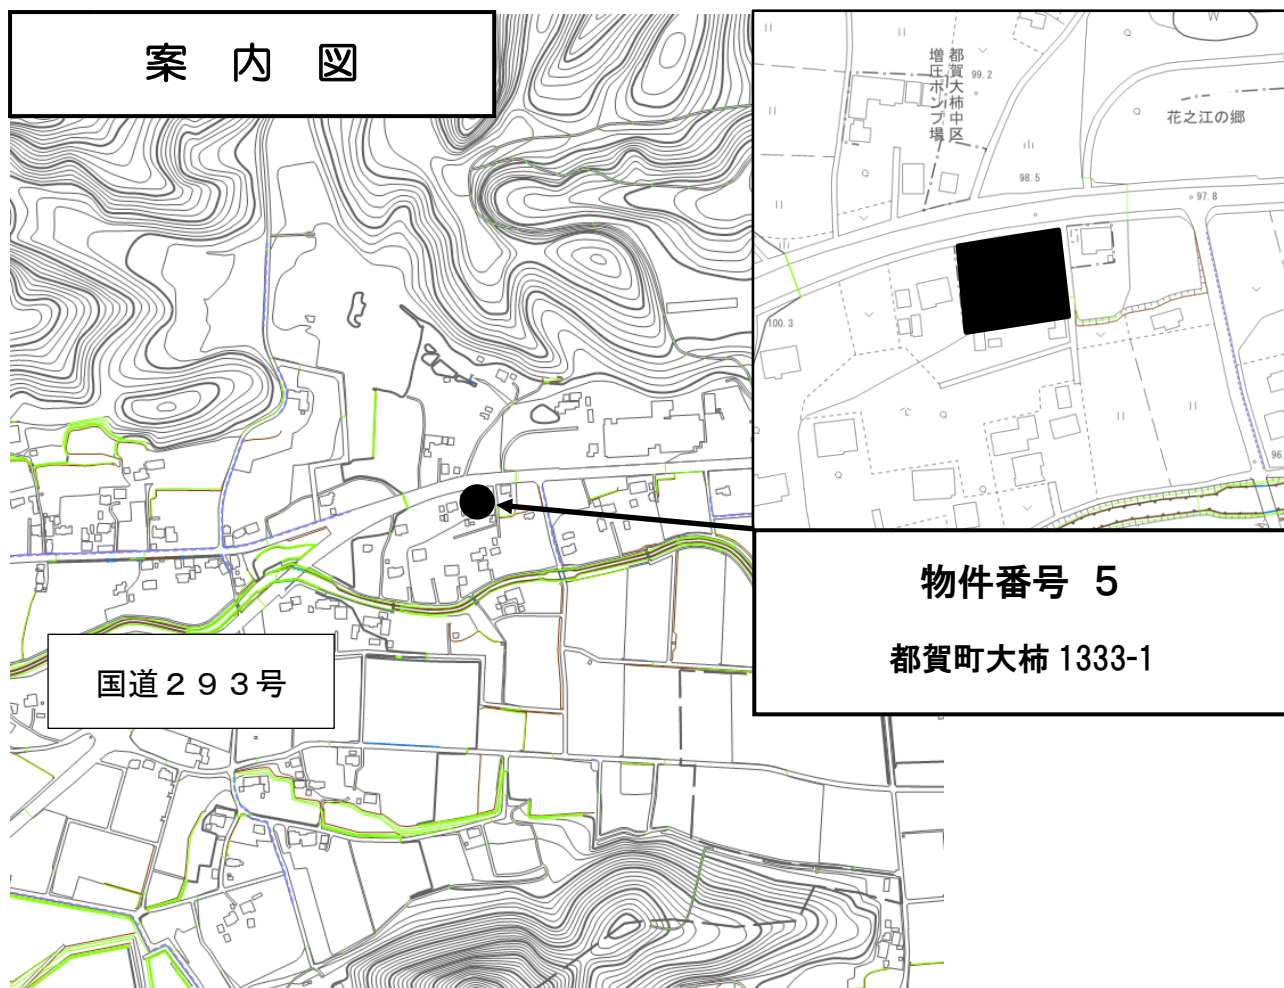 案内図
W
都賀大柿中区
増圧ポンプ場
99.2
花之江の郷
98.5
97.8
100.3
96.
物件番号 5
都賀町大柿 1333-1
国道293号